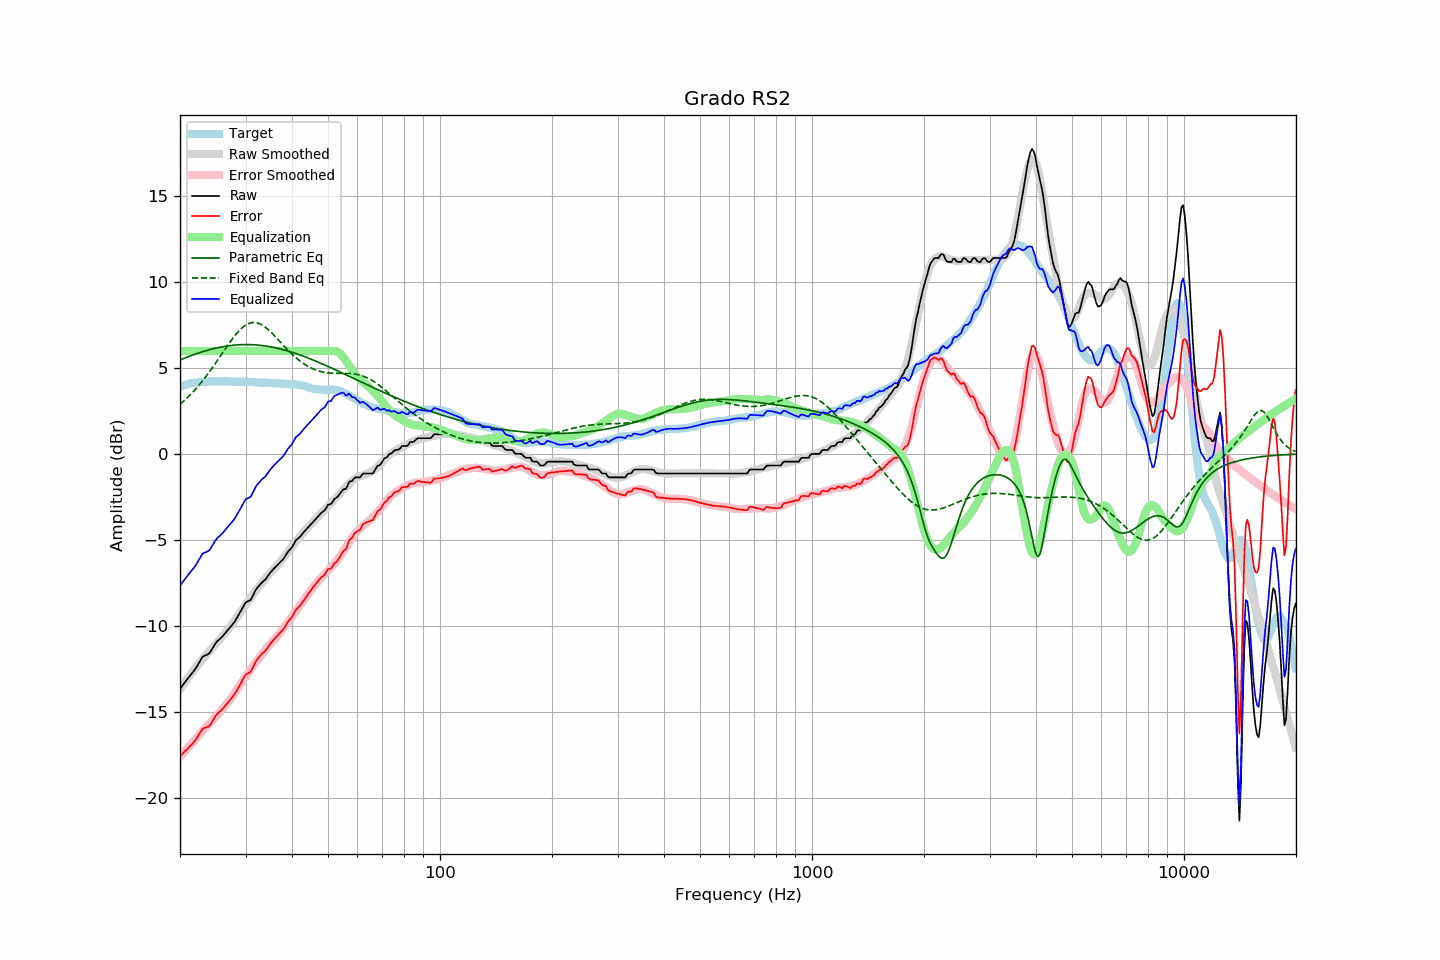 Grado RS2
Target
Raw Smoothed
Error Smoothed
Raw
Error
Equalization
Parametric Eq
Fixed Band Eq
Equalized
Amplitude (dBr)
15
10
5
0
−5
−10
−15
−20
100
1000
10000
Frequency (Hz)